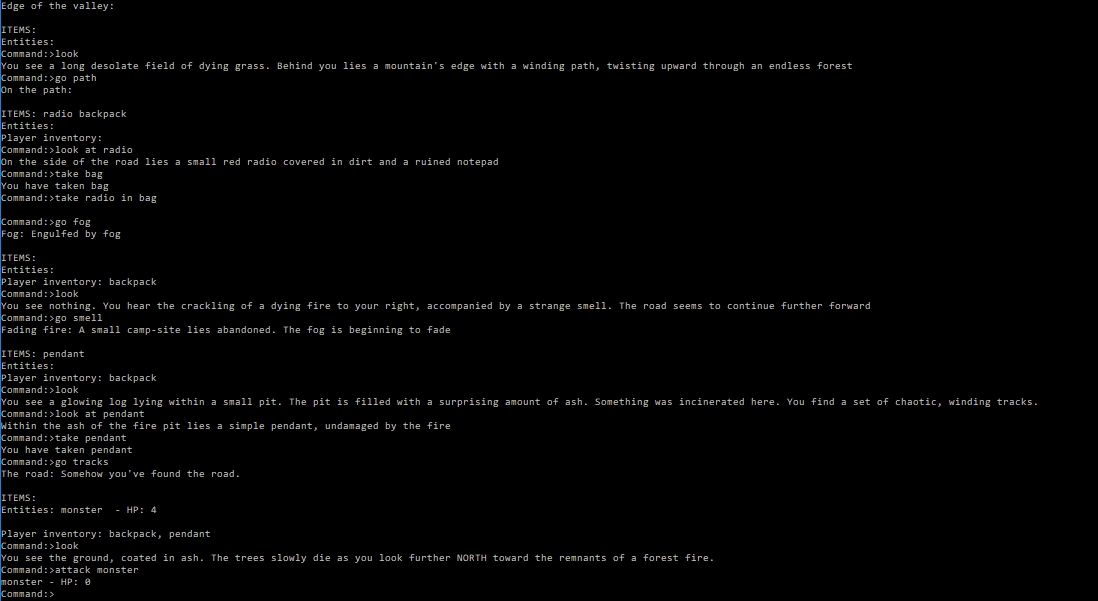 Edge of the valley:
ITEMS:
Entities:
Command:>look
You see a long desolate field of dying grass. Behind you lies a mountain's edge with a winding path, twisting upward through an endless forest
Command:>go path
On the path:
ITEMS: radio backpack
Entities:
Player inventory:
Command:>look at radio
On the side of the road lies a small red radio covered in dirt and a ruined notepad
Command:>take bag
You have taken bag
Command:>take radio in bag
Command:>go fog
Fog: Engulfed by fog
ITEMS:
Entities:
Player inventory: backpack
Command:>look
You see nothing. You hear the crackling of a dying fire to your right, accompanied by a strange smell. The road seems to continue further forward
Command:>go smell
Fading fire: A small camp-site lies abandoned. The fog is beginning to fade
ITEMS: pendant
Entities:
Player inventory: backpack
Command:>look
You see a glowing log lying within a small pit. The pit is filled with a surprising amount of ash. Something was incinerated here. You find a set of chaotic, winding tracks.
Command:>look at pendant
Within the ash of the fire pit lies a simple pendant, undamaged by the fire
Command:>take pendant
You have taken pendant
Command:>go tracks
The road: Somehow you've found the road.
ITEMS:
Entities: monster  - HP: 4
Player inventory: backpack, pendant
Command:>look
You see the ground, coated in ash. The trees slowly die as you look further NORTH toward the remnants of a forest fire.
Command:>attack monster
monster - HP: 0
Command:>